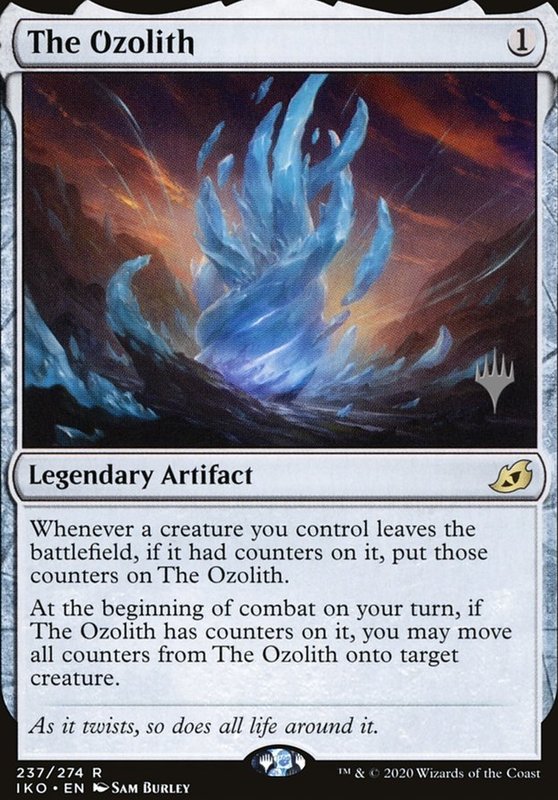 The Ozolith
1
Legendary Artifact
Whenever a creature you control leaves the
battlefield, if it had counters on it, put those
counters on The Ozolith.
At the beginning of combat on your turn, if
The Ozolith has counters on it, you may move
all counters from The Ozolith onto target
creature.
As it twists, so does all life around it.
237/274 R
IKO • EN Sam Burley
™ & © 2020 Wizards of the Coast